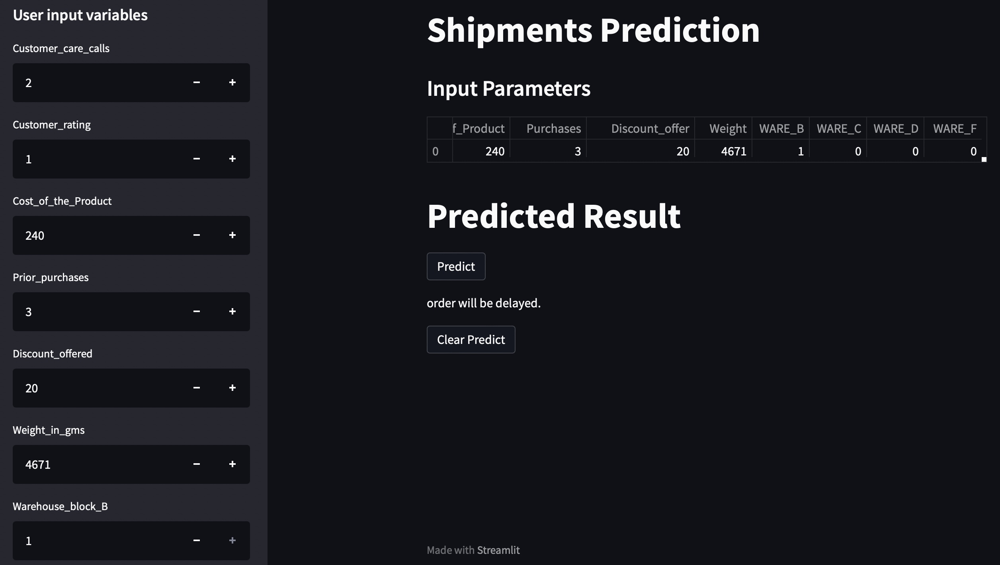 User input variables
Customer_care_calls
2 − +
Customer_rating
1 − +
Cost_of_the_Product
240 − +
Prior_purchases
3 − +
Discount_offered
20 − +
Weight_in_gms
4671 − +
Warehouse_block_B
1 − +
Shipments Prediction
Input Parameters
f_Product Purchases Discount_offer Weight WARE_B WARE_C WARE_D WARE_F
0 240 3 20 4671 1 0 0 0
Predicted Result
Predict
order will be delayed.
Clear Predict
Made with Streamlit